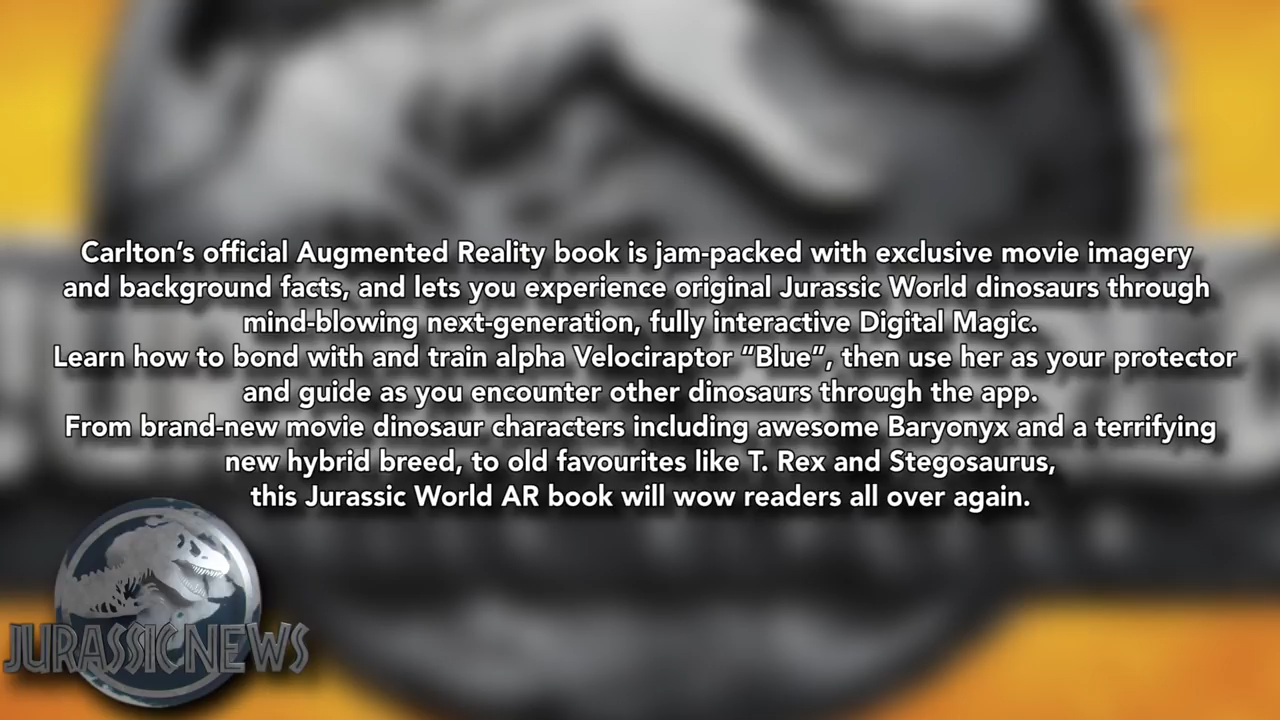 Carlton’s official Augmented Reality book is jam-packed with exclusive movie imagery
and background facts, and lets you experience original Jurassic World dinosaurs through
mind-blowing next-generation, fully interactive Digital Magic.
Learn how to bond with and train alpha Velociraptor “Blue”, then use her as your protector
and guide as you encounter other dinosaurs through the app.
From brand-new movie dinosaur characters including awesome Baryonyx and a terrifying
new hybrid breed, to old favourites like T. Rex and Stegosaurus,
this Jurassic World AR book will wow readers all over again.
JURASSICNEWS